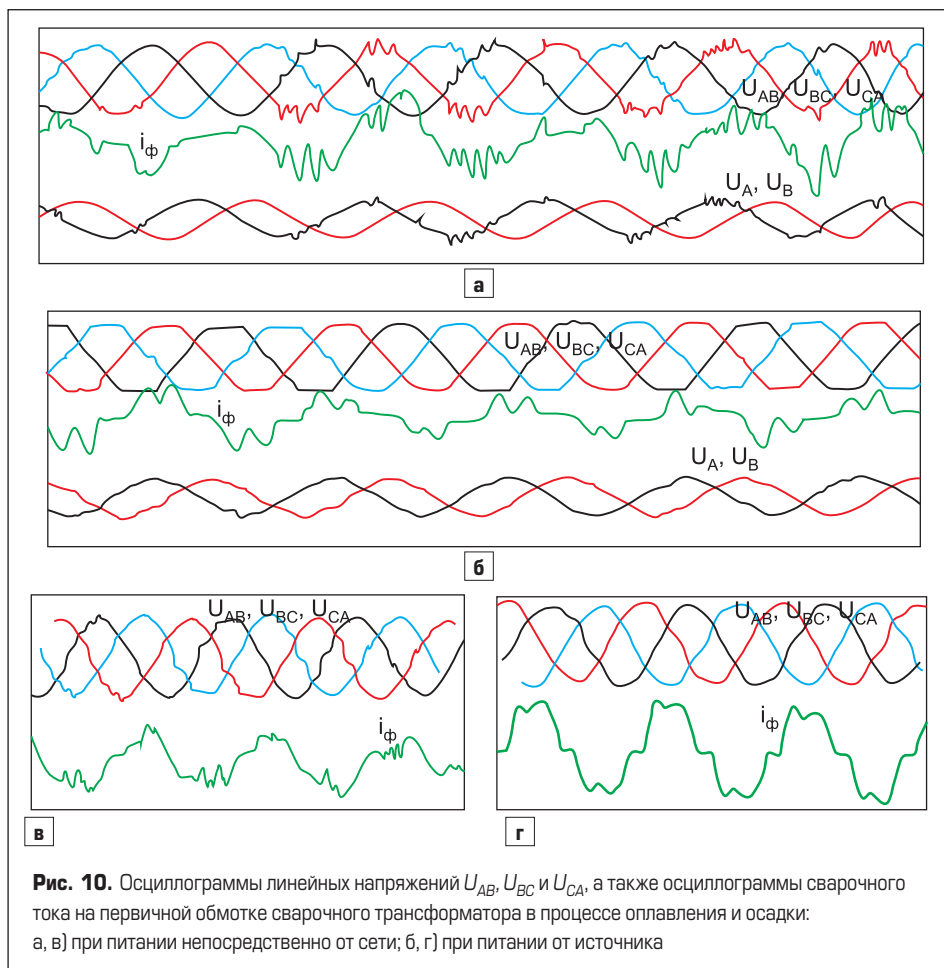 U_AB, U_BC, U_CA
i_ф
U_A, U_B
а
U_AB, U_BC, U_CA
i_ф
U_A, U_B
б
U_AB, U_BC, U_CA
i_ф
в
U_AB, U_BC, U_CA
i_ф
г
Рис. 10. Осциллограммы линейных напряжений U_AB, U_BC и U_CA, а также осциллограммы сварочного
тока на первичной обмотке сварочного трансформатора в процессе оплавления и осадки:
а, в) при питании непосредственно от сети; б, г) при питании от источника